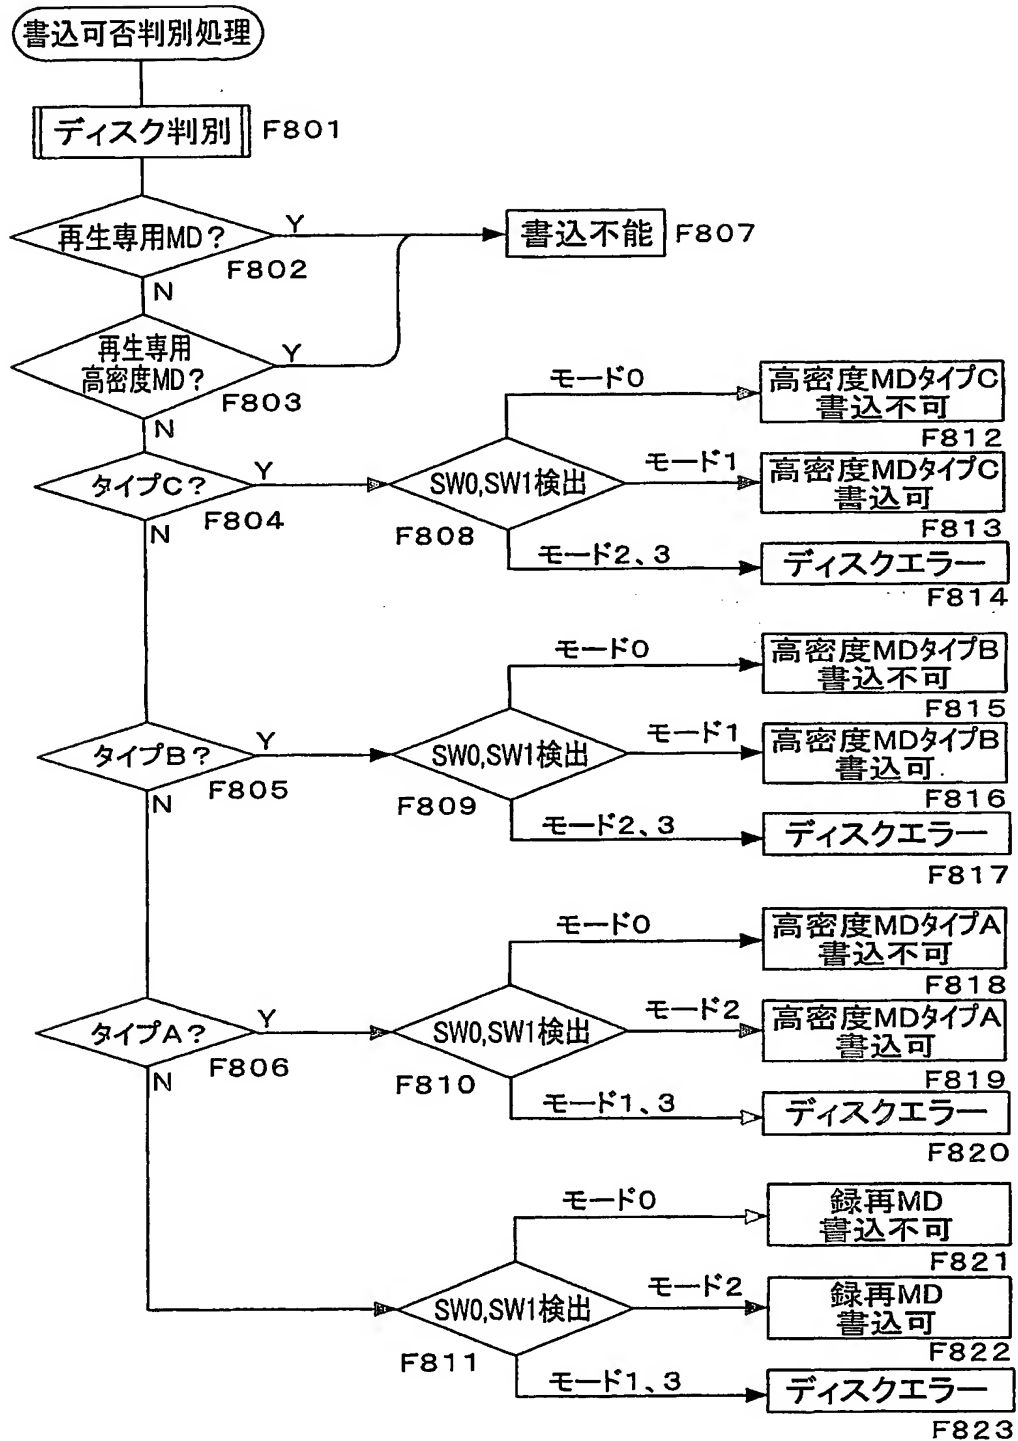 書込可否判別処理
ディスク判別
F801
再生専用MD?
Y
F802
N
書込不能
F807
再生専用
高密度MD?
Y
F803
N
タイプC?
Y
F804
N
SW0,SW1検出
F808
モード0
高密度MDタイプC
書込不可
F812
モード1
高密度MDタイプC
書込可
F813
モード2、3
ディスクエラー
F814
タイプB?
Y
F805
N
SW0,SW1検出
F809
モード0
高密度MDタイプB
書込不可
F815
モード1
高密度MDタイプB
書込可
F816
モード2、3
ディスクエラー
F817
タイプA?
Y
F806
N
SW0,SW1検出
F810
モード0
高密度MDタイプA
書込不可
F818
モード2
高密度MDタイプA
書込可
F819
モード1、3
ディスクエラー
F820
SW0,SW1検出
F811
モード0
録再MD
書込不可
F821
モード2
録再MD
書込可
F822
モード1、3
ディスクエラー
F823